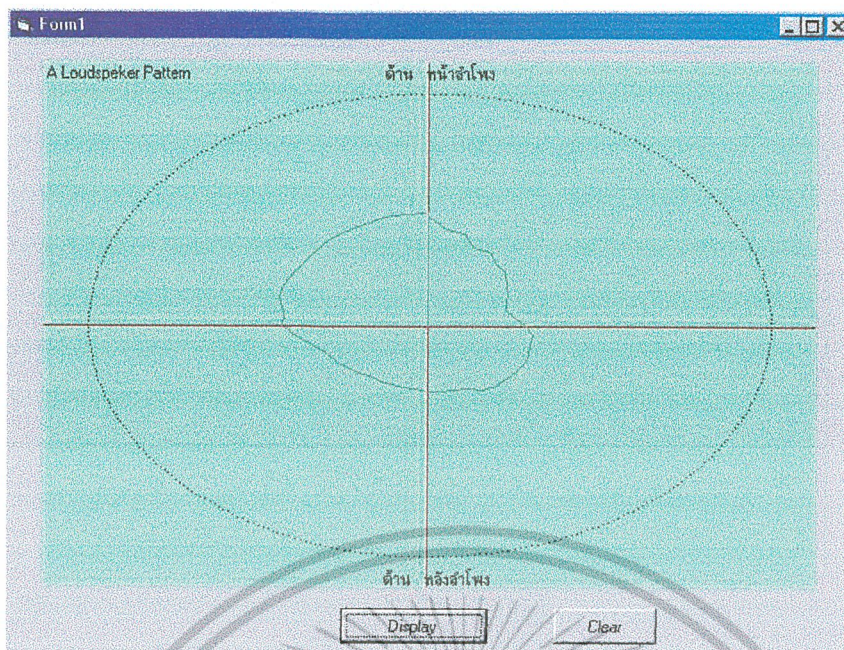 Form1
A Loudspeker Pattern
ด้าน หน้าลำโพง
ด้าน หลังลำโพง
Display
Clear